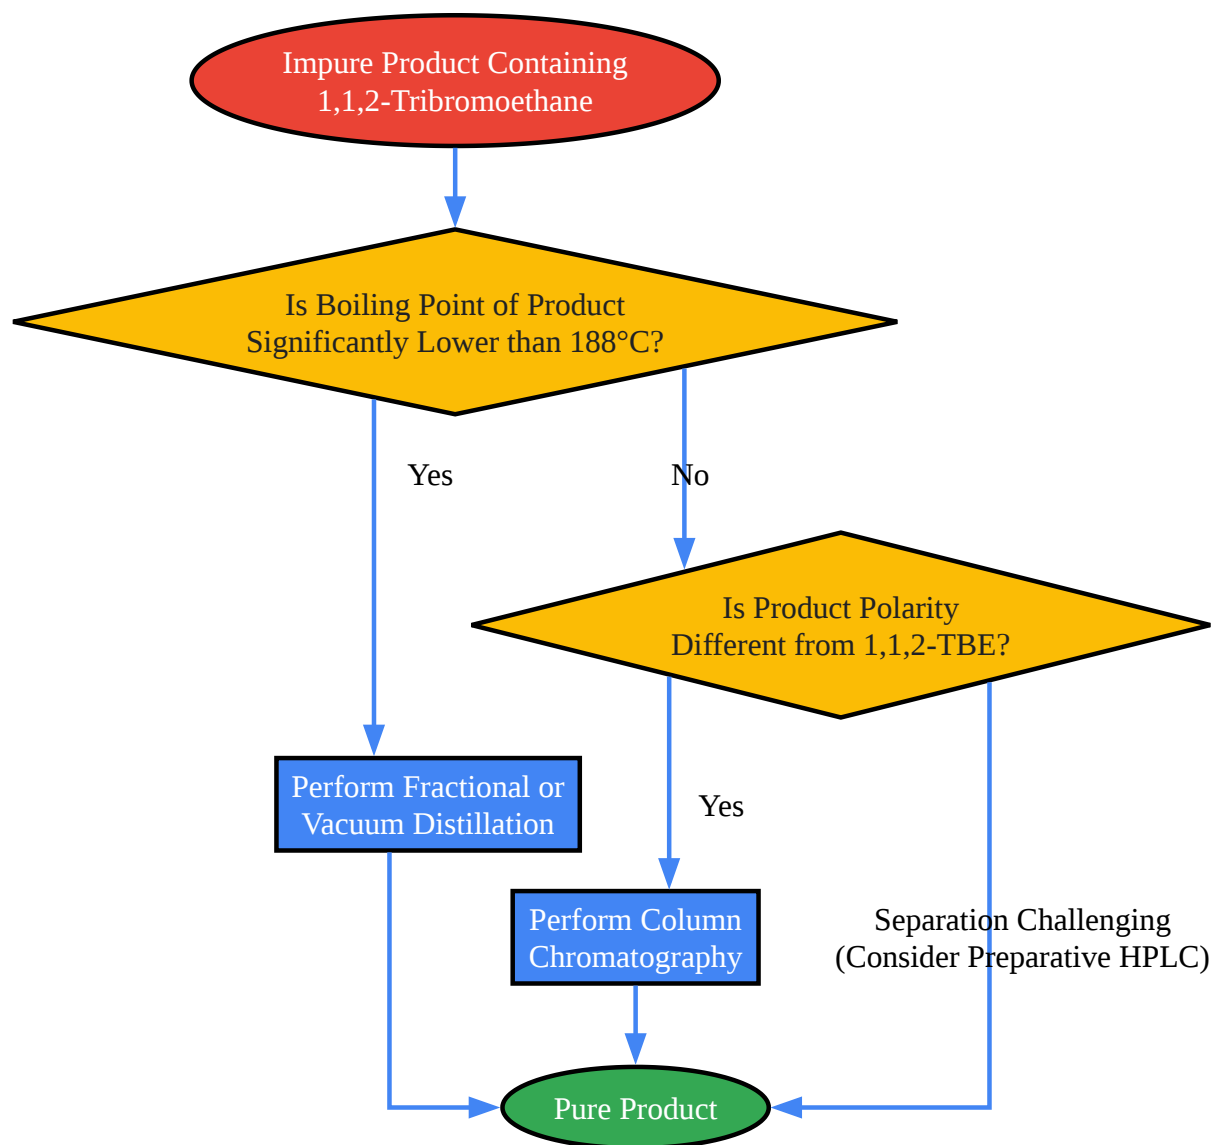 Impure Product Containing
1,1,2-Tribromoethane
Is Boiling Point of Product
Significantly Lower than 188°C?
Yes
No
Is Product Polarity
Different from 1,1,2-TBE?
Perform Fractional or
Vacuum Distillation
Yes
Perform Column
Chromatography
Separation Challenging
(Consider Preparative HPLC)
Pure Product